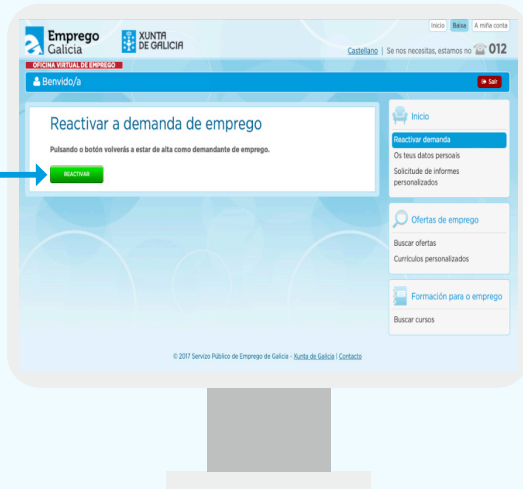 Inicio Baixa A miña conta
Emprego
Galicia
XUNTA
DE GALICIA
Castellano | Se nos necesitas, estamos no 012
OFICINA VIRTUAL DE EMPREGO
Benvido/a
Sair
Reactivar a demanda de emprego
Pulsando o botón volverás a estar de alta como demandante de emprego.
REACTIVAR
Inicio
Reactivar demanda
Os teus datos persoais
Solicitude de informes
personalizados
Ofertas de emprego
Buscar ofertas
Currículos personalizados
Formación para o emprego
Buscar cursos
© 2017 Servizo Público de Emprego de Galicia - Xunta de Galicia | Contacto